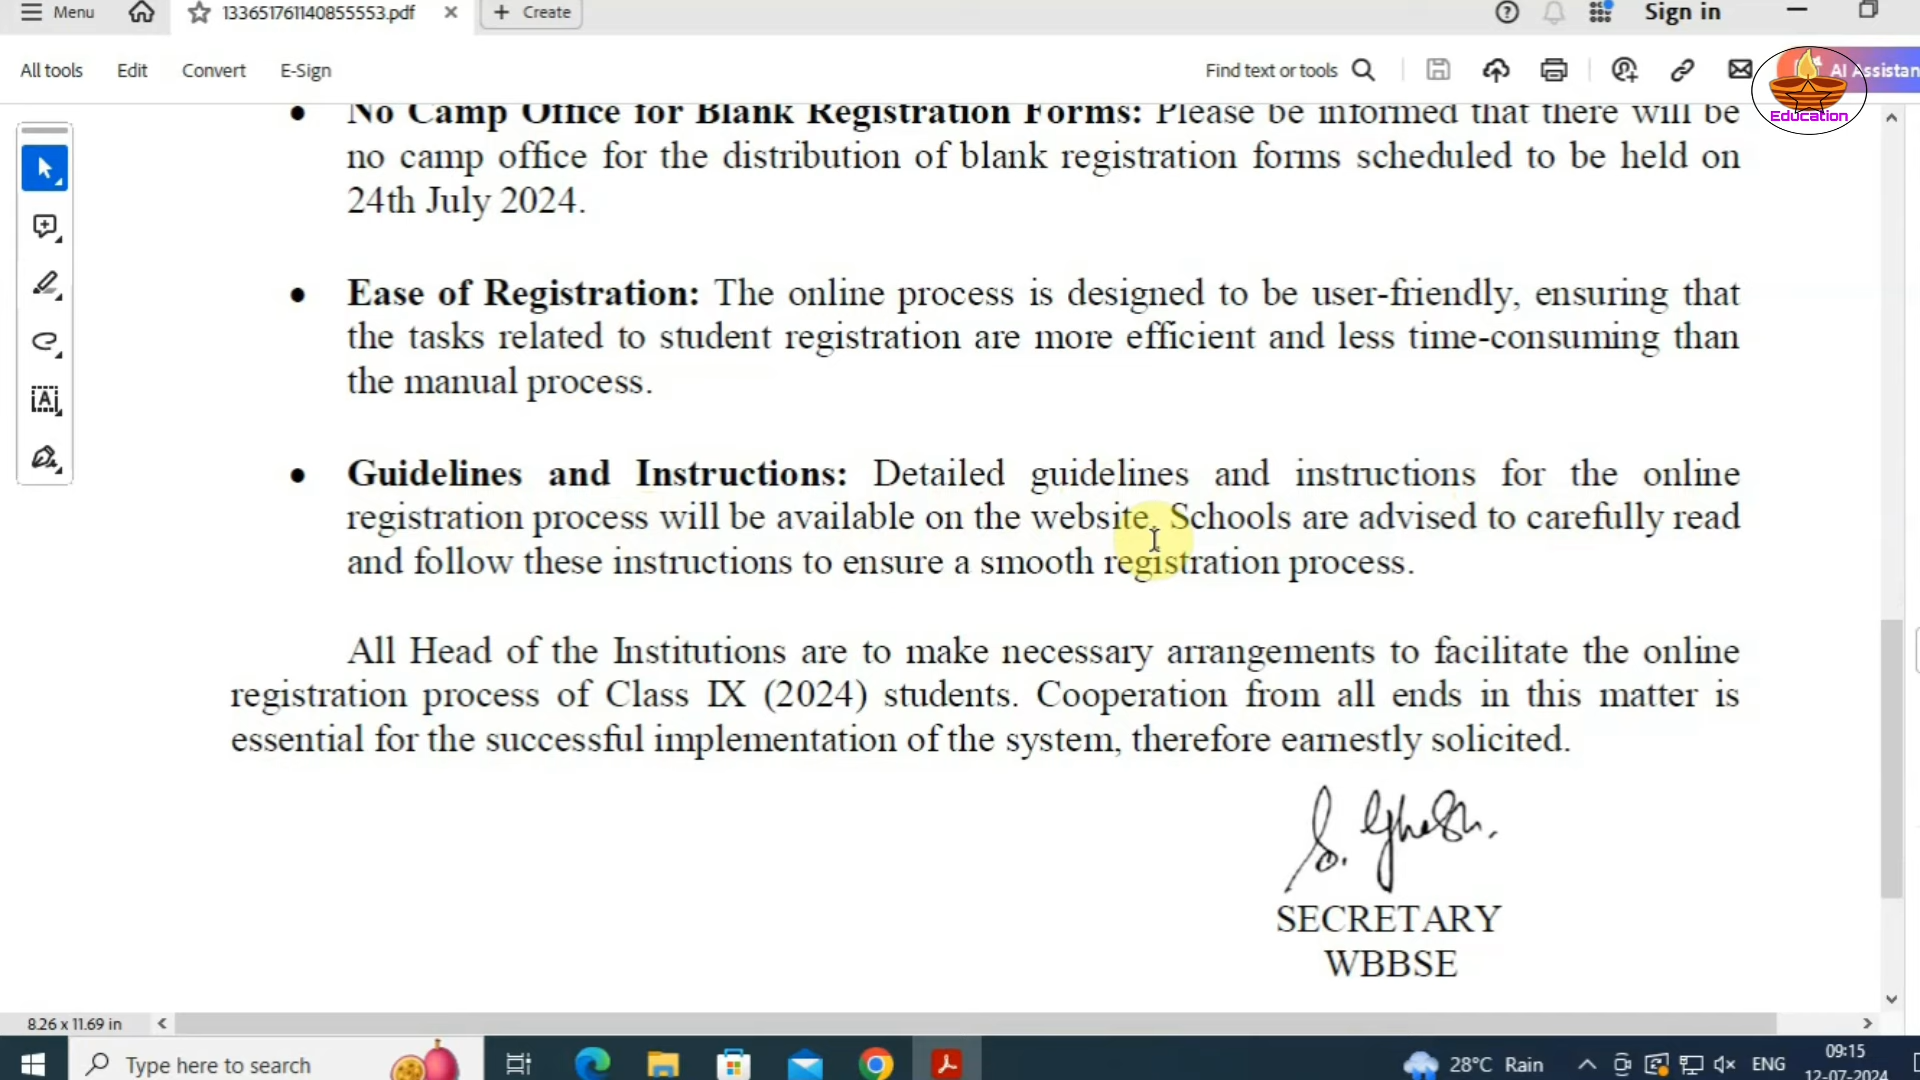 Menu
133651761140855553.pdf
Create
Sign in
All tools
Edit
Convert
E-Sign
Find text or tools
AI Assistan
Education
• No Camp Office for Blank Registration Forms: Please be informed that there will be
no camp office for the distribution of blank registration forms scheduled to be held on
24th July 2024.
• Ease of Registration: The online process is designed to be user-friendly, ensuring that
the tasks related to student registration are more efficient and less time-consuming than
the manual process.
• Guidelines and Instructions: Detailed guidelines and instructions for the online
registration process will be available on the website. Schools are advised to carefully read
and follow these instructions to ensure a smooth registration process.
All Head of the Institutions are to make necessary arrangements to facilitate the online
registration process of Class IX (2024) students. Cooperation from all ends in this matter is
essential for the successful implementation of the system, therefore earnestly solicited.
S. Ghosh.
SECRETARY
WBBSE
8.26 x 11.69 in
Type here to search
28°C Rain
ENG
09:15
12-07-2024